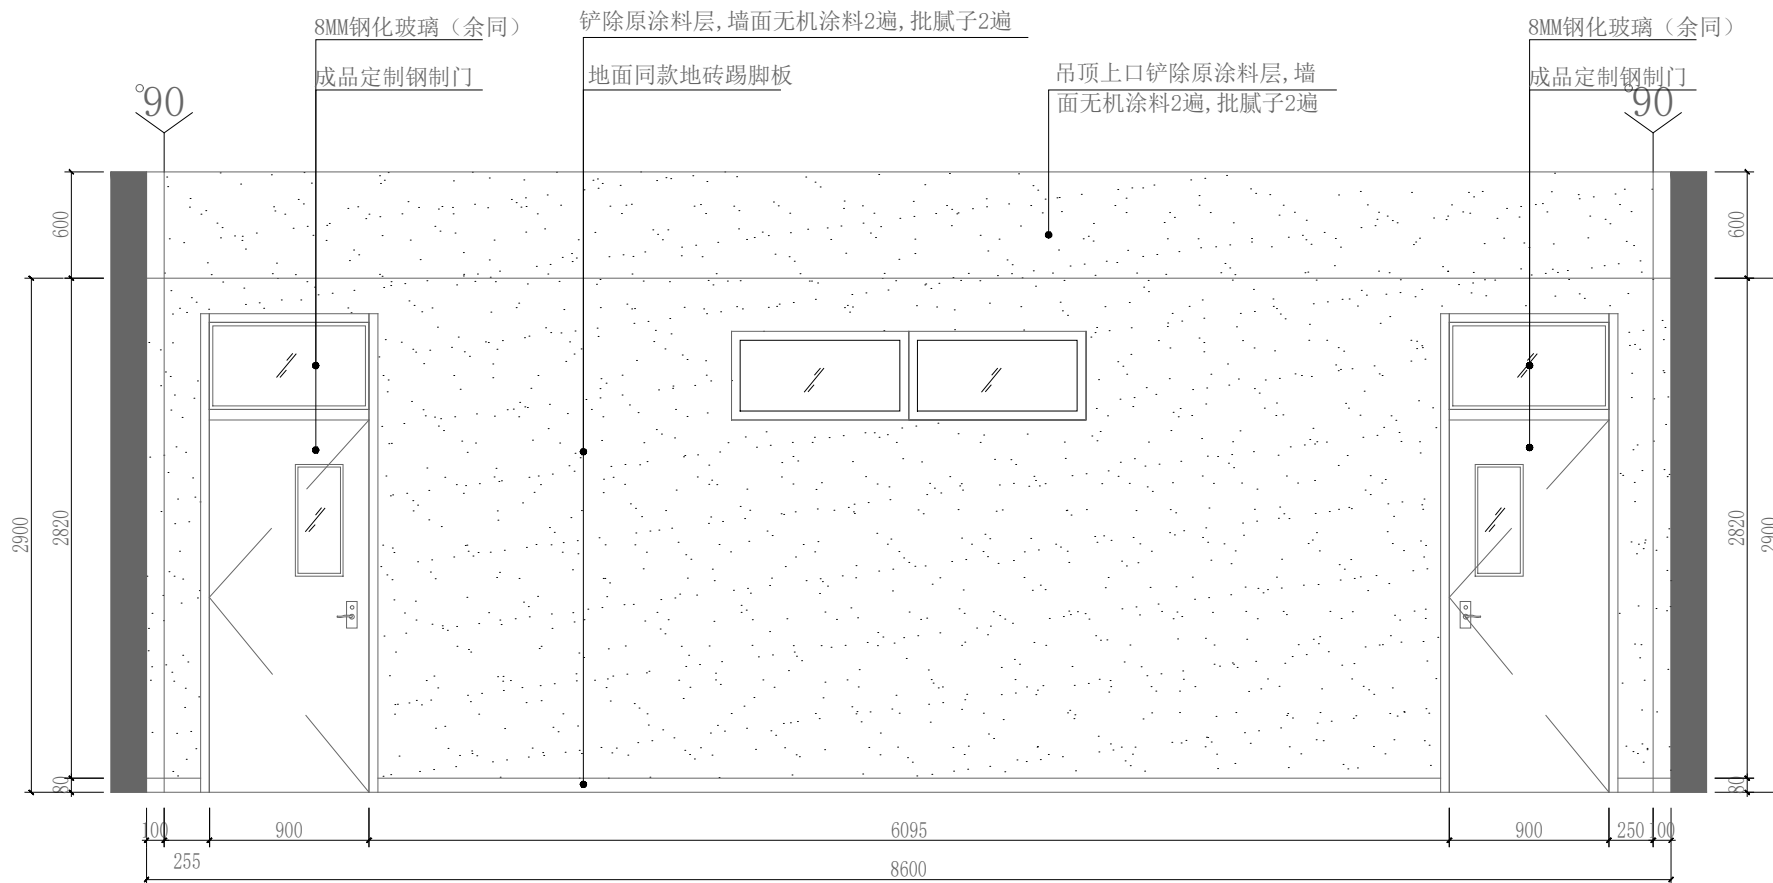 8MM钢化玻璃（余同）
成品定制钢制门
铲除原涂料层,墙面无机涂料2遍,批腻子2遍
地面同款地砖踢脚板
吊顶上口铲除原涂料层,墙
面无机涂料2遍,批腻子2遍
8MM钢化玻璃（余同）
成品定制钢制门
°90
°90
600
2820
2900
80
600
2820
2900
80
100
255
900
6095
900
250
100
8600